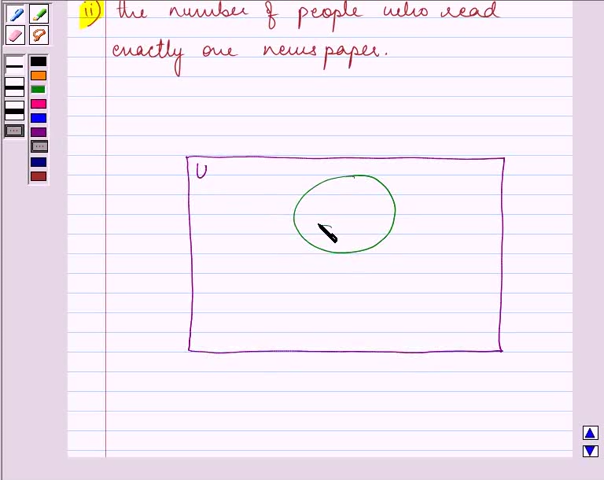 ii) the number of people who read
exactly one newspaper.
U